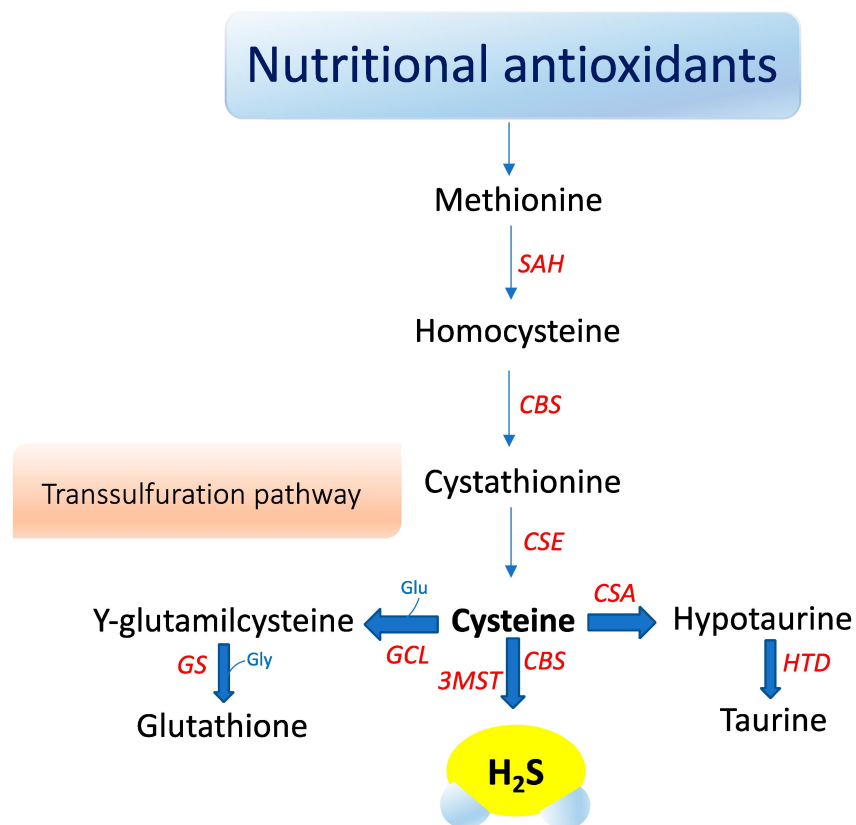 Nutritional antioxidants
Methionine
SAH
Homocysteine
CBS
Cystathionine
Transsulfuration pathway
CSE
Glu
CSA
Y-glutamilcysteine
Cysteine
Hypotaurine
GCL
CBS
GS
Gly
3MST
HTD
Glutathione
Taurine
H₂S